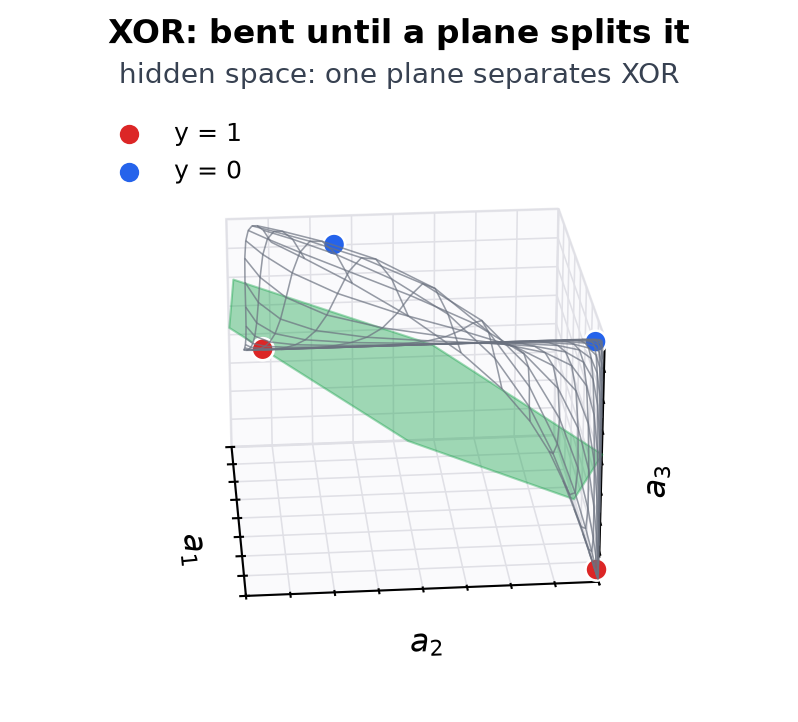 XOR: bent until a plane splits it
hidden space: one plane separates XOR
y = 1
y = 0
a₃
a₁
a₂